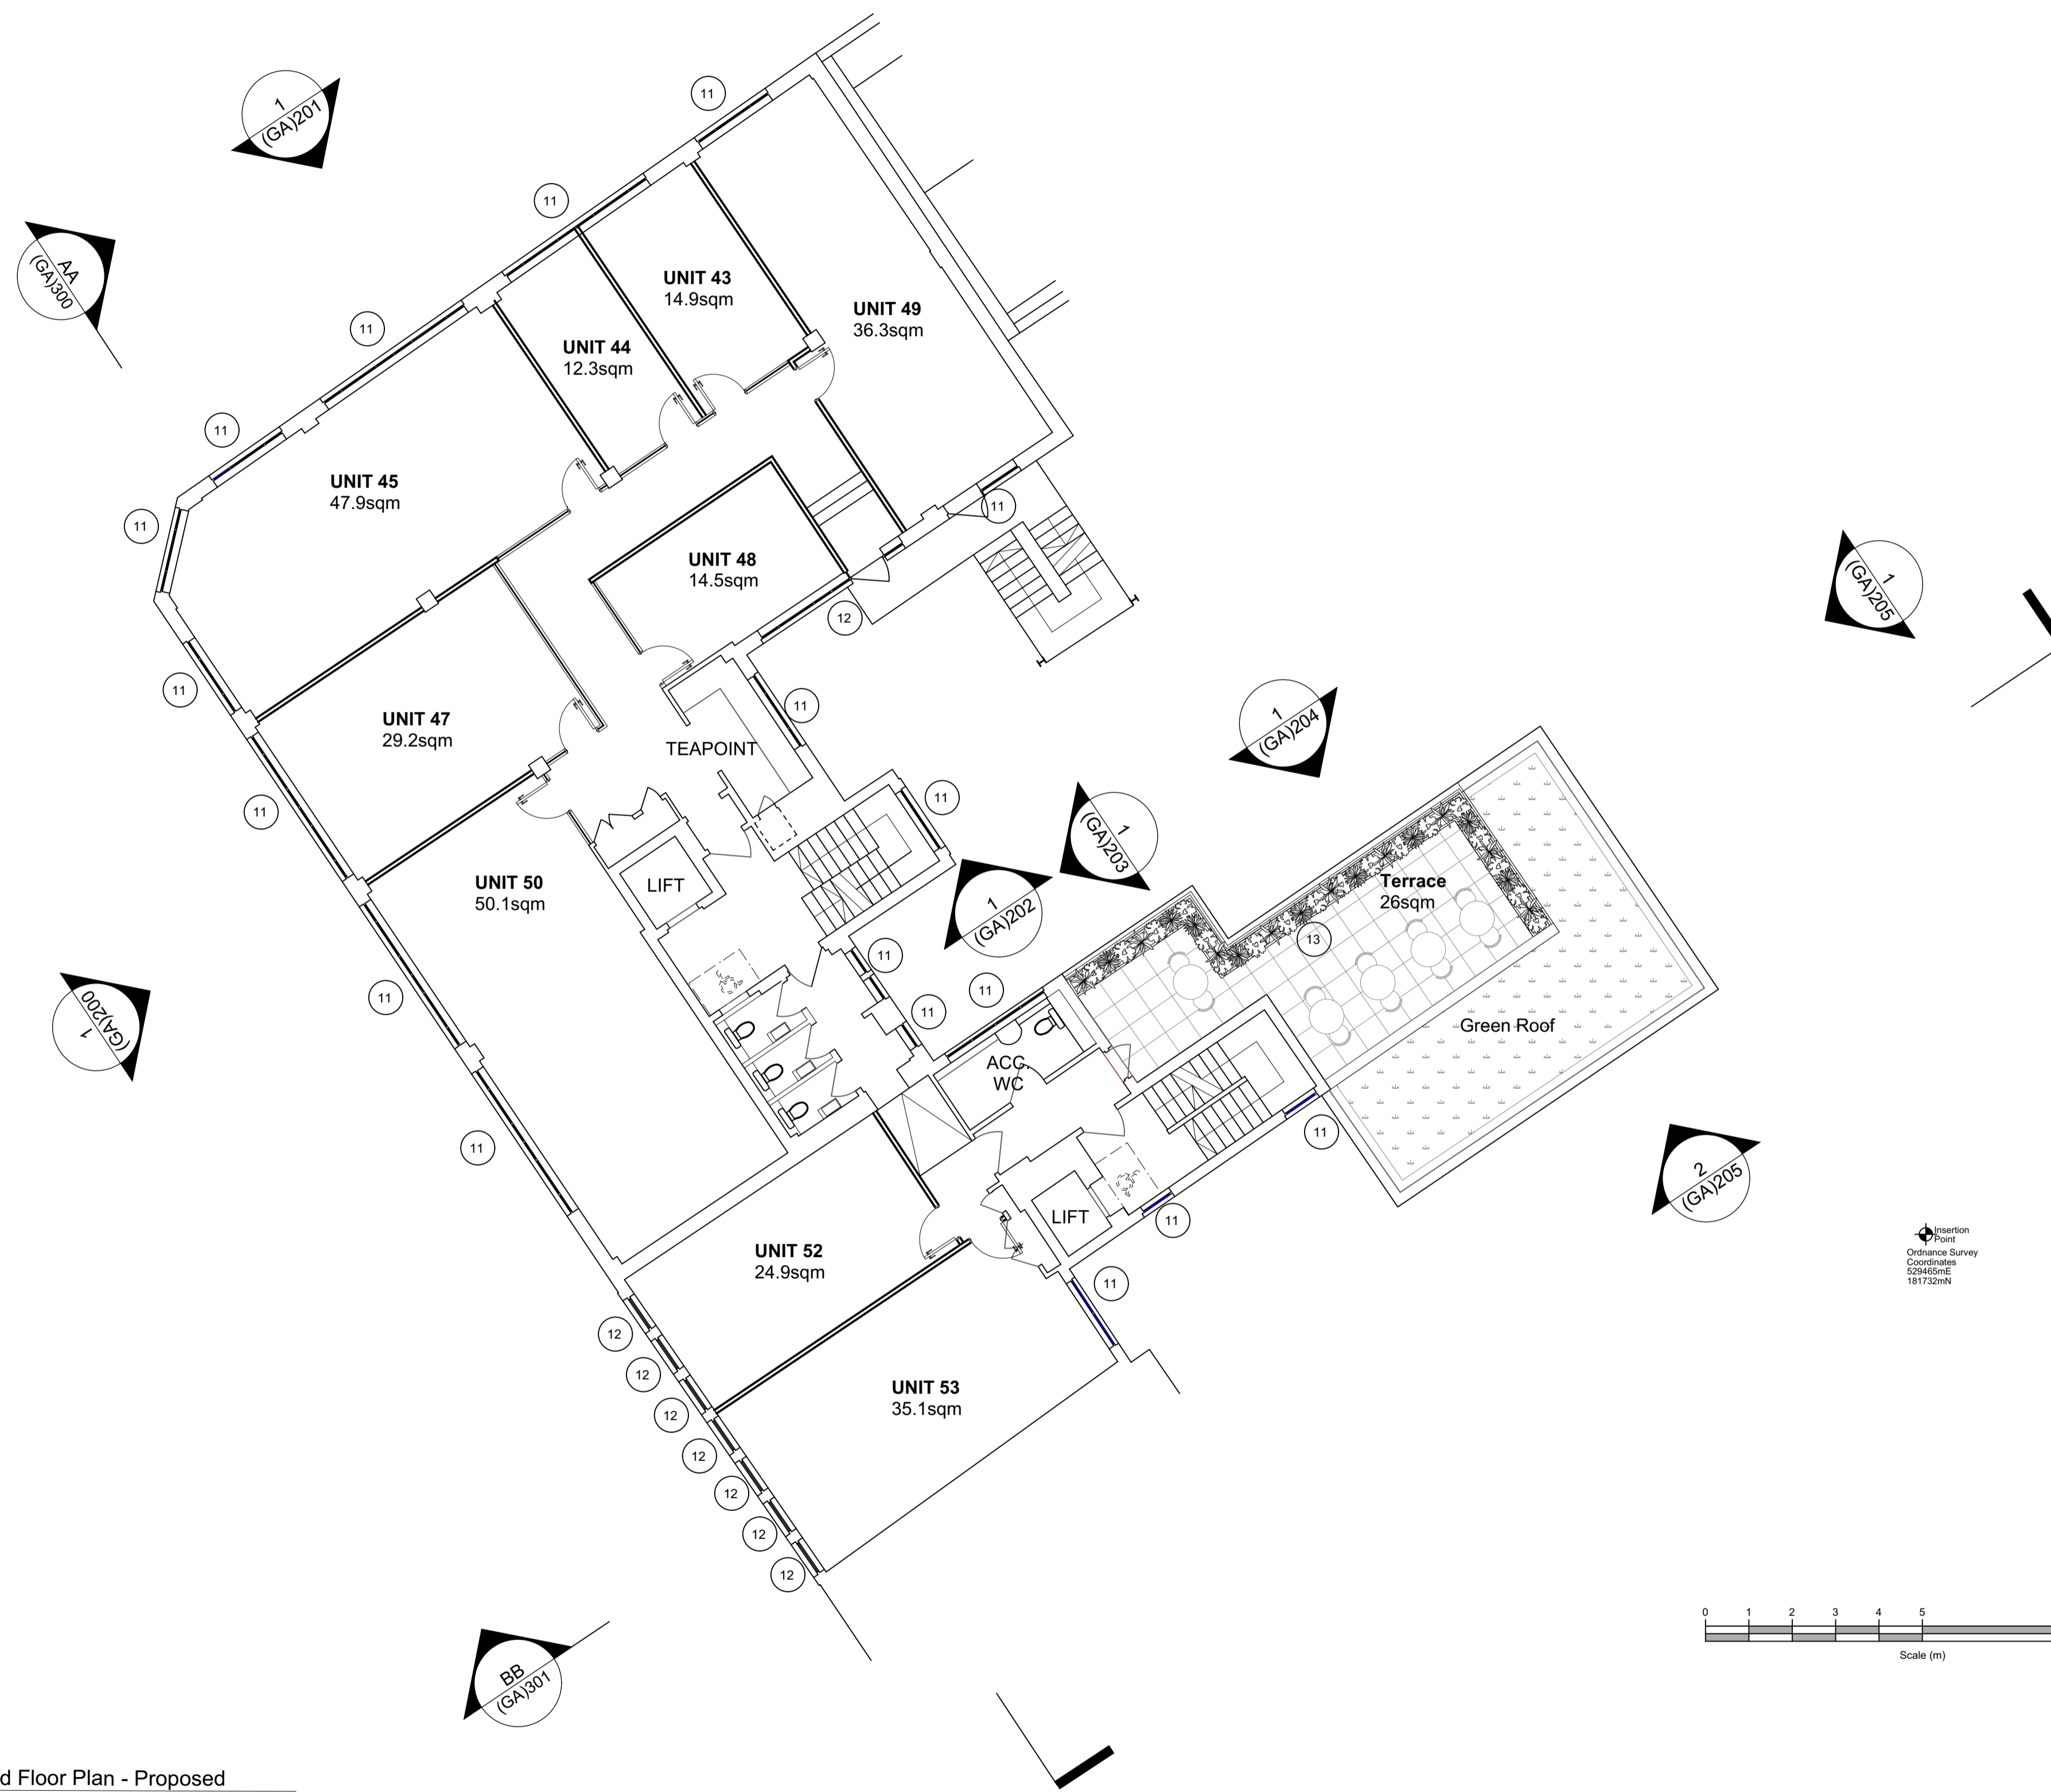 11
1
(GA)201
11
AA
(GA)300
UNIT 43
14.9sqm
UNIT 49
36.3sqm
11
UNIT 44
12.3sqm
11
UNIT 45
47.9sqm
11
11
UNIT 48
14.5sqm
12
1
(GA)205
11
11
UNIT 47
29.2sqm
TEAPOINT
1
(GA)204
11
11
1
(GA)203
UNIT 50
50.1sqm
LIFT
1
(GA)202
Terrace
26sqm
13
11
11
11
11
1
(GA)200
Green Roof
ACC.
WC
11
11
2
(GA)205
LIFT
11
UNIT 52
24.9sqm
11
Insertion
Point
Ordnance Survey
Coordinates
529465mE
181732mN
12
12
12
12
12
12
12
UNIT 53
35.1sqm
BB
(GA)301
0 1 2 3 4 5
Scale (m)
d Floor Plan - Proposed